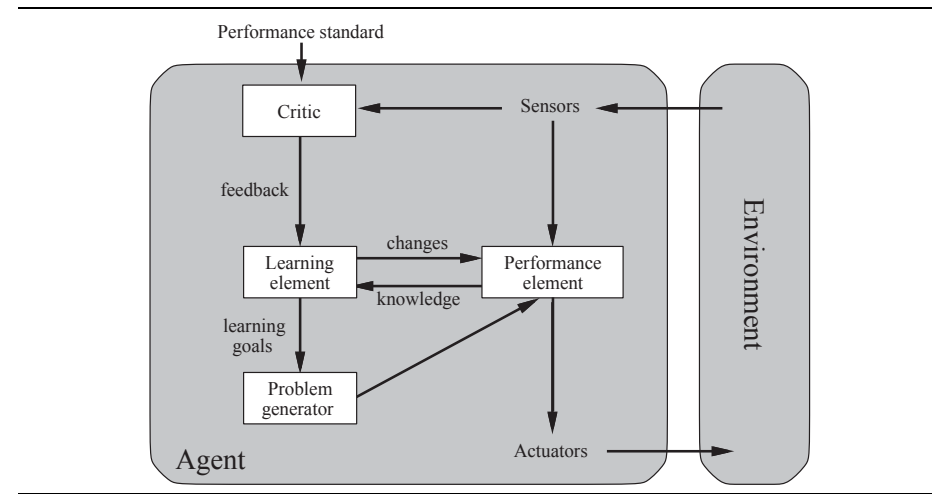 Performance standard
Critic
Sensors
feedback
Environment
changes
Learning
element
Performance
element
knowledge
learning
goals
Problem
generator
Actuators
Agent